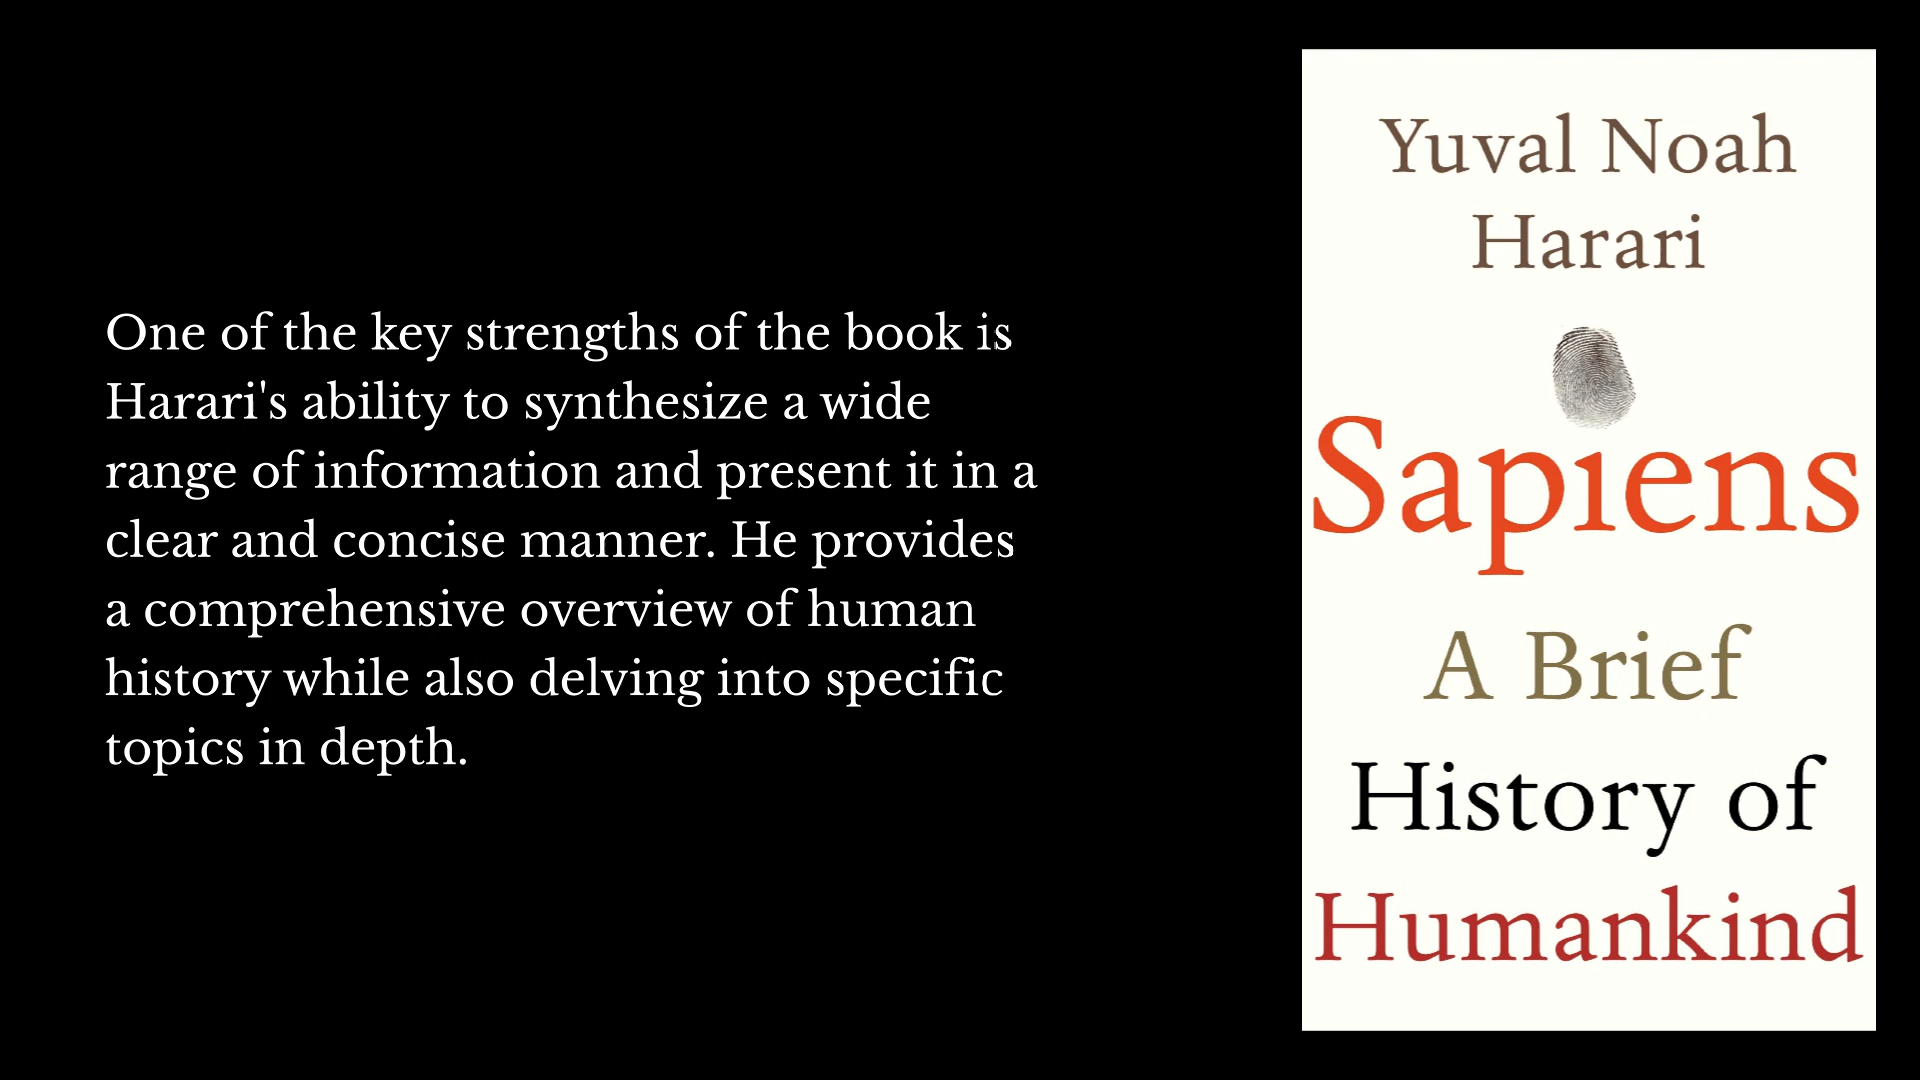 One of the key strengths of the book is
Harari's ability to synthesize a wide
range of information and present it in a
clear and concise manner. He provides
a comprehensive overview of human
history while also delving into specific
topics in depth.
Yuval Noah
Harari
Sapiens
A Brief
History of
Humankind